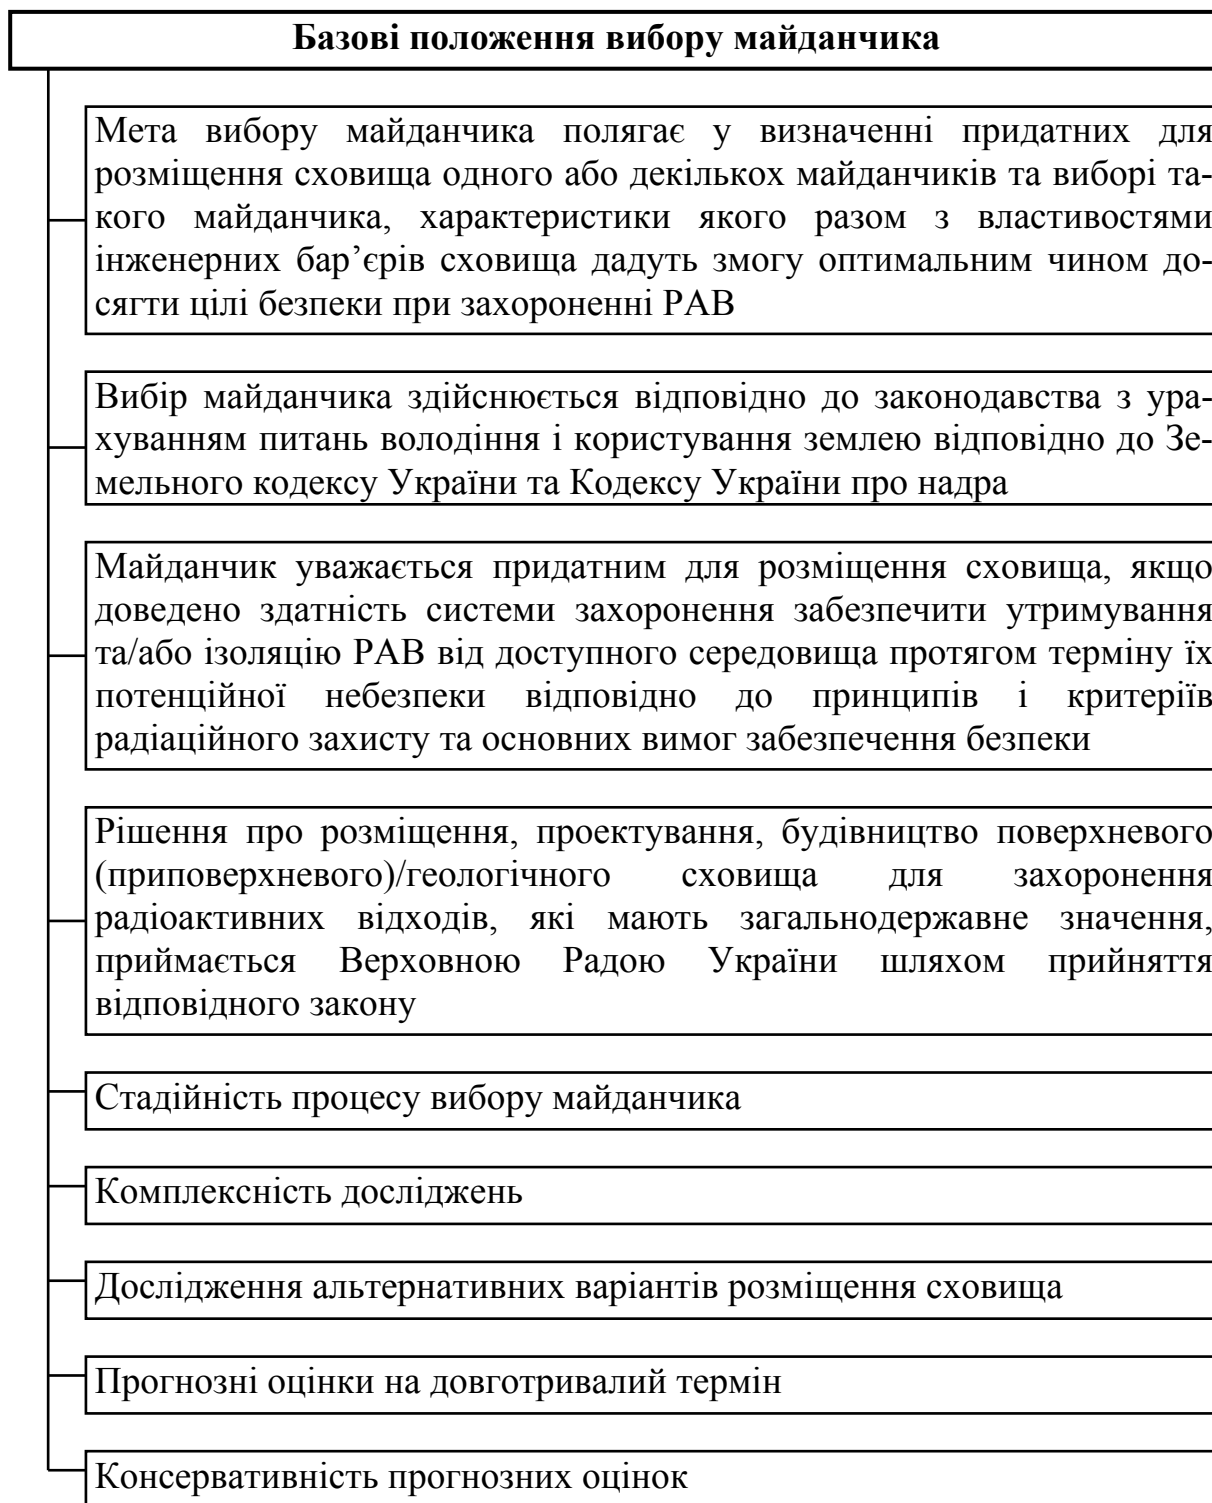 Базові положення вибору майданчика
Мета вибору майданчика полягає у визначенні придатних для
розміщення сховища одного або декількох майданчиків та виборі та-
кого майданчика, характеристики якого разом з властивостями
інженерних бар’єрів сховища дадуть змогу оптимальним чином до-
сягти цілі безпеки при захороненні РАВ
Вибір майданчика здійснюється відповідно до законодавства з ура-
хуванням питань володіння і користування землею відповідно до Зе-
мельного кодексу України та Кодексу України про надра
Майданчик уважається придатним для розміщення сховища, якщо
доведено здатність системи захоронення забезпечити утримування
та/або ізоляцію РАВ від доступного середовища протягом терміну їх
потенційної небезпеки відповідно до принципів і критеріїв
радіаційного захисту та основних вимог забезпечення безпеки
Рішення про розміщення, проектування, будівництво поверхневого
(приповерхневого)/геологічного сховища для захоронення
радіоактивних відходів, які мають загальнодержавне значення,
приймається Верховною Радою України шляхом прийняття
відповідного закону
Стадійність процесу вибору майданчика
Комплексність досліджень
Дослідження альтернативних варіантів розміщення сховища
Прогнозні оцінки на довготривалий термін
Консервативність прогнозних оцінок